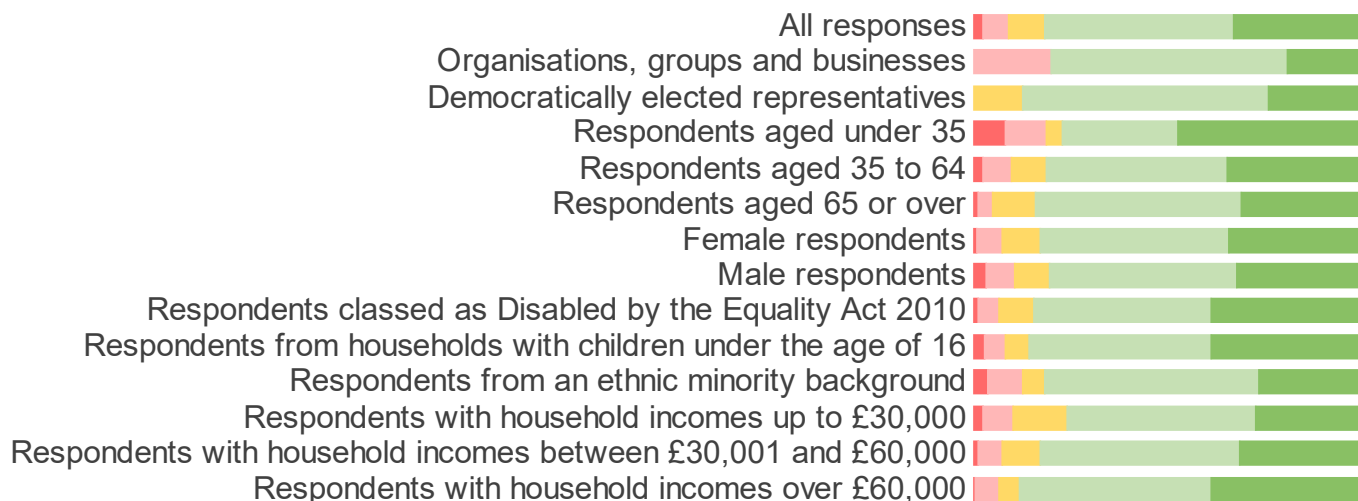 All responses
Organisations, groups and businesses
Democratically elected representatives
Respondents aged under 35
Respondents aged 35 to 64
Respondents aged 65 or over
Female respondents
Male respondents
Respondents classed as Disabled by the Equality Act 2010
Respondents from households with children under the age of 16
Respondents from an ethnic minority background
Respondents with household incomes up to £30,000
Respondents with household incomes between £30,001 and £60,000
Respondents with household incomes over £60,000